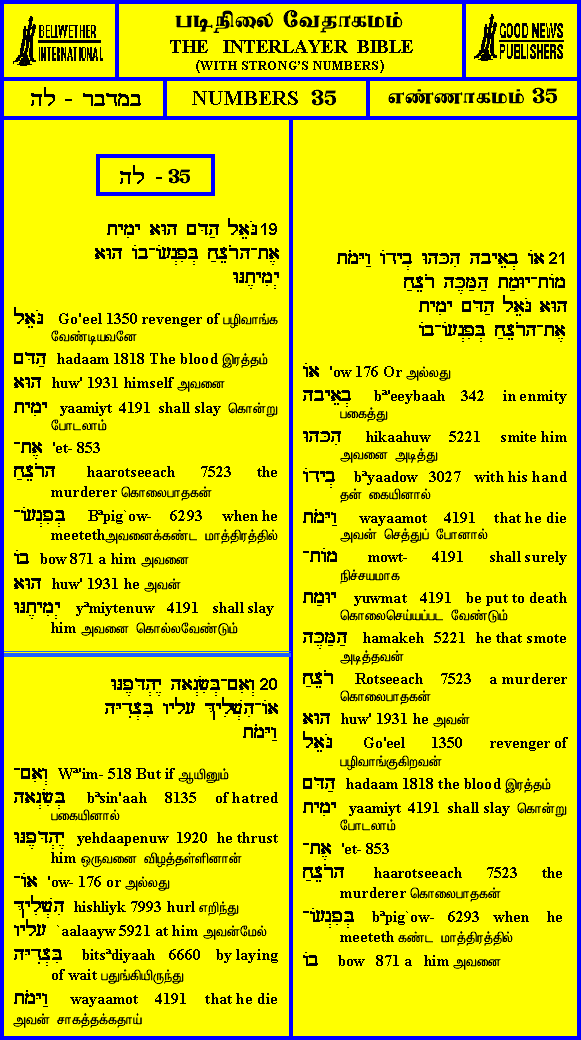 BELLWETHER
INTERNATIONAL
படிநிலை வேதாகமம்
THE INTERLAYER BIBLE
(WITH STRONG'S NUMBERS)
GOOD NEWS
PUBLISHERS
במדבר - לה
NUMBERS 35
எண்ணாகமம் 35
לה - 35
19 גֹּאֵל הַדָּם הוּא יָמִית
אֶת־הָרֹצֵחַ בְּפִגְעוֹ־בוֹ הוּא
יְמִיתֶנּוּ
גֹּאֵל Go'eel 1350 revenger of பழிவாங்க
வேண்டியவனே
הַדָּם hadaam 1818 The blood இரத்தம்
הוּא huw' 1931 himself அவனை
יָמִית yaamiyt 4191 shall slay கொன்று
போடலாம்
אֶת־ 'et- 853
הָרֹצֵחַ haarotseeach 7523 the
murderer கொலைபாதகன்
בְּפִגְעוֹ־ Bªpig`ow- 6293 when he
meetethஅவனைக்கண்ட மாத்திரத்தில்
בוֹ bow 871 a him அவனை
הוּא huw' 1931 he அவன்
יְמִיתֶנּוּ yªmiytenuw 4191 shall slay
him அவனை கொல்லவேண்டும்
20 וְאִם־בְּשִׂנְאָה יֶהְדֳּפֶנּוּ
אוֹ־הִשְׁלִיךְ עָלָיו בִּצְדִיָּה
וַיָּמֹת
וְאִם־ Wª'im- 518 But if ஆயினும்
בְּשִׂנְאָה bªsin'aah 8135 of hatred
பகையினால்
יֶהְדֳּפֶנּוּ yehdaapenuw 1920 he thrust
him ஒருவனை விழத்தள்ளினான்
אוֹ־ 'ow- 176 or அல்லது
הִשְׁלִיךְ hishliyk 7993 hurl எறிந்து
עָלָיו `aalaayw 5921 at him அவன்மேல்
בִּצְדִיָּה bitsªdiyaah 6660 by laying
of wait பதுங்கியிருந்து
וַיָּמֹת wayaamot 4191 that he die
அவன் சாகத்தக்கதாய்
21 אוֹ בְאֵיבָה הִכָּהוּ בְיָדוֹ וַיָּמֹת
מוֹת־יוּמַת הַמַּכֶּה רֹצֵחַ
הוּא גֹּאֵל הַדָּם יָמִית
אֶת־הָרֹצֵחַ בְּפִגְעוֹ־בוֹ
אוֹ 'ow 176 Or அல்லது
בְאֵיבָה bª'eeybaah 342 in enmity
பகைத்து
הִכָּהוּ hikaahuw 5221 smite him
அவனை அடித்து
בְיָדוֹ bªyaadow 3027 with his hand
தன் கையினால்
וַיָּמֹת wayaamot 4191 that he die
அவன் செத்துப் போனால்
מוֹת־ mowt- 4191 shall surely
நிச்சயமாக
יוּמַת yuwmat 4191 be put to death
கொலைசெய்யப்பட வேண்டும்
הַמַּכֶּה hamakeh 5221 he that smote
அடித்தவன்
רֹצֵחַ Rotseeach 7523 a murderer
கொலைபாதகன்
הוּא huw' 1931 he அவன்
גֹּאֵל Go'eel 1350 revenger of
பழிவாங்குகிறவன்
הַדָּם hadaam 1818 the blood இரத்தம்
יָמִית yaamiyt 4191 shall slay கொன்று
போடலாம்
אֶת־ 'et- 853
הָרֹצֵחַ haarotseeach 7523 the
murderer கொலைபாதகன்
בְּפִגְעוֹ־ bªpig`ow- 6293 when he
meeteth கண்ட மாத்திரத்தில்
בוֹ bow 871 a him அவனை